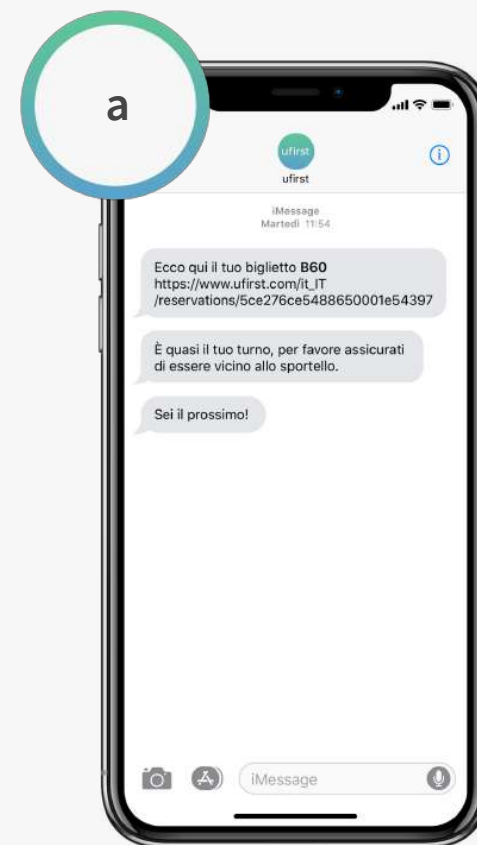 a
ufirst
ufirst
iMessage
Martedì 11:54
Ecco qui il tuo biglietto B60
https://www.ufirst.com/it_IT
/reservations/5ce276ce5488650001e54397
È quasi il tuo turno, per favore assicurati
di essere vicino allo sportello.
Sei il prossimo!
iMessage